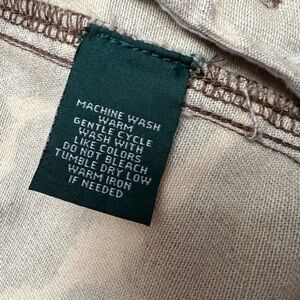 MACHINE WASH
WARM
GENTLE CYCLE
WASH WITH
LIKE COLORS
DO NOT BLEACH
TUMBLE DRY LOW
WARM IRON
IF NEEDED